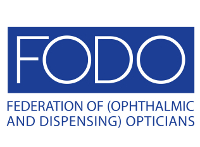 FODO
FEDERATION OF (OPHTHALMIC
AND DISPENSING) OPTICIANS